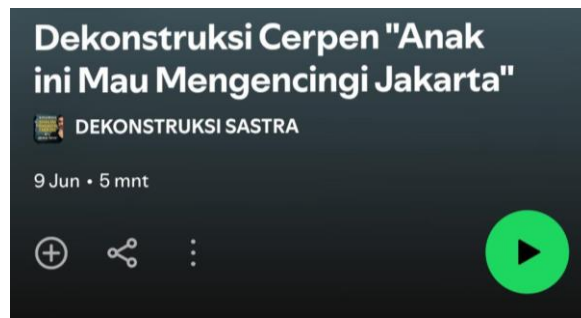 Dekonstruksi Cerpen "Anak
ini Mau Mengencingi Jakarta"
DEKONSTRUKSI SASTRA
9 Jun • 5 mnt